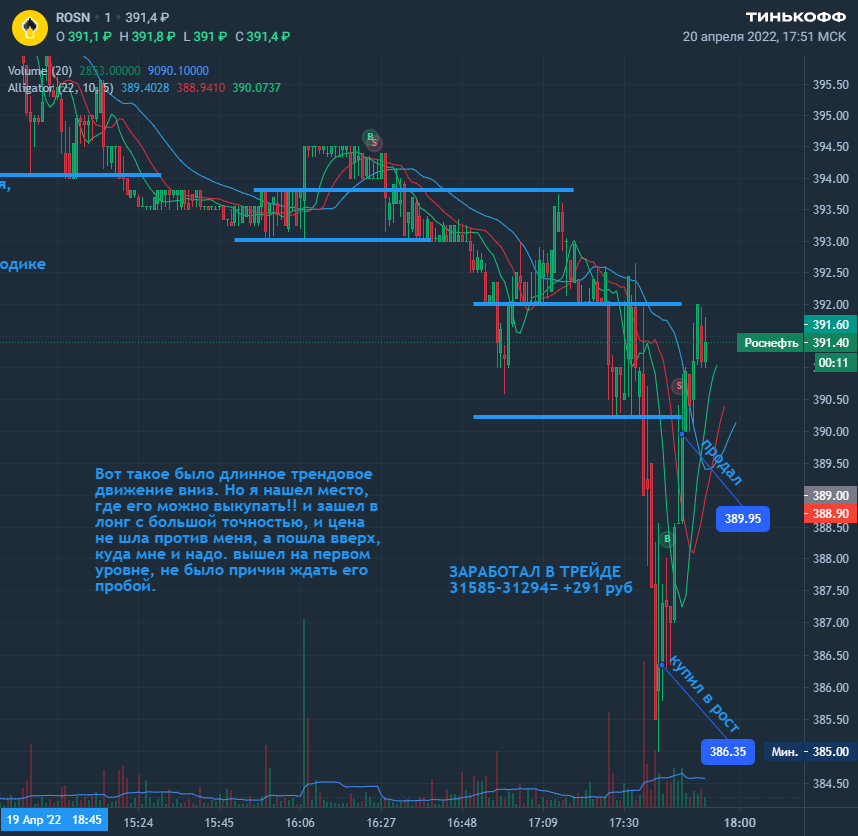 ROSN · 1 · 391,4 ₽
ТИНЬКОФФ
О 391,1 ₽ H 391,8 ₽ L 391 ₽ C 391,4 ₽
20 апреля 2022, 17:51 МСК
Volume (20) 2853.00000 9090.10000
Alligator (22, 10, 5) 389.4028 388.9410 390.0737
395.50
395.00
394.50
B
S
394.00
я,
393.50
393.00
одике
392.50
392.00
391.60
Роснефть 391.40
00:11
S
390.50
390.00
продал
389.50
389.00
388.90
388.50
389.95
Вот такое было длинное трендовое
движение вниз. Но я нашел место,
где его можно выкупать!! и зашел в
лонг с большой точностью, и цена
не шла против меня, а пошла вверх,
куда мне и надо. вышел на первом
уровне, не было причин ждать его
пробой.
B
388.00
ЗАРАБОТАЛ В ТРЕЙДЕ
31585-31294= +291 руб
387.50
387.00
386.50
купил в рост
386.00
385.50
386.35
Мин. 385.00
384.50
19 Апр '22 18:45
15:24
15:45
16:06
16:27
16:48
17:09
17:30
18:00